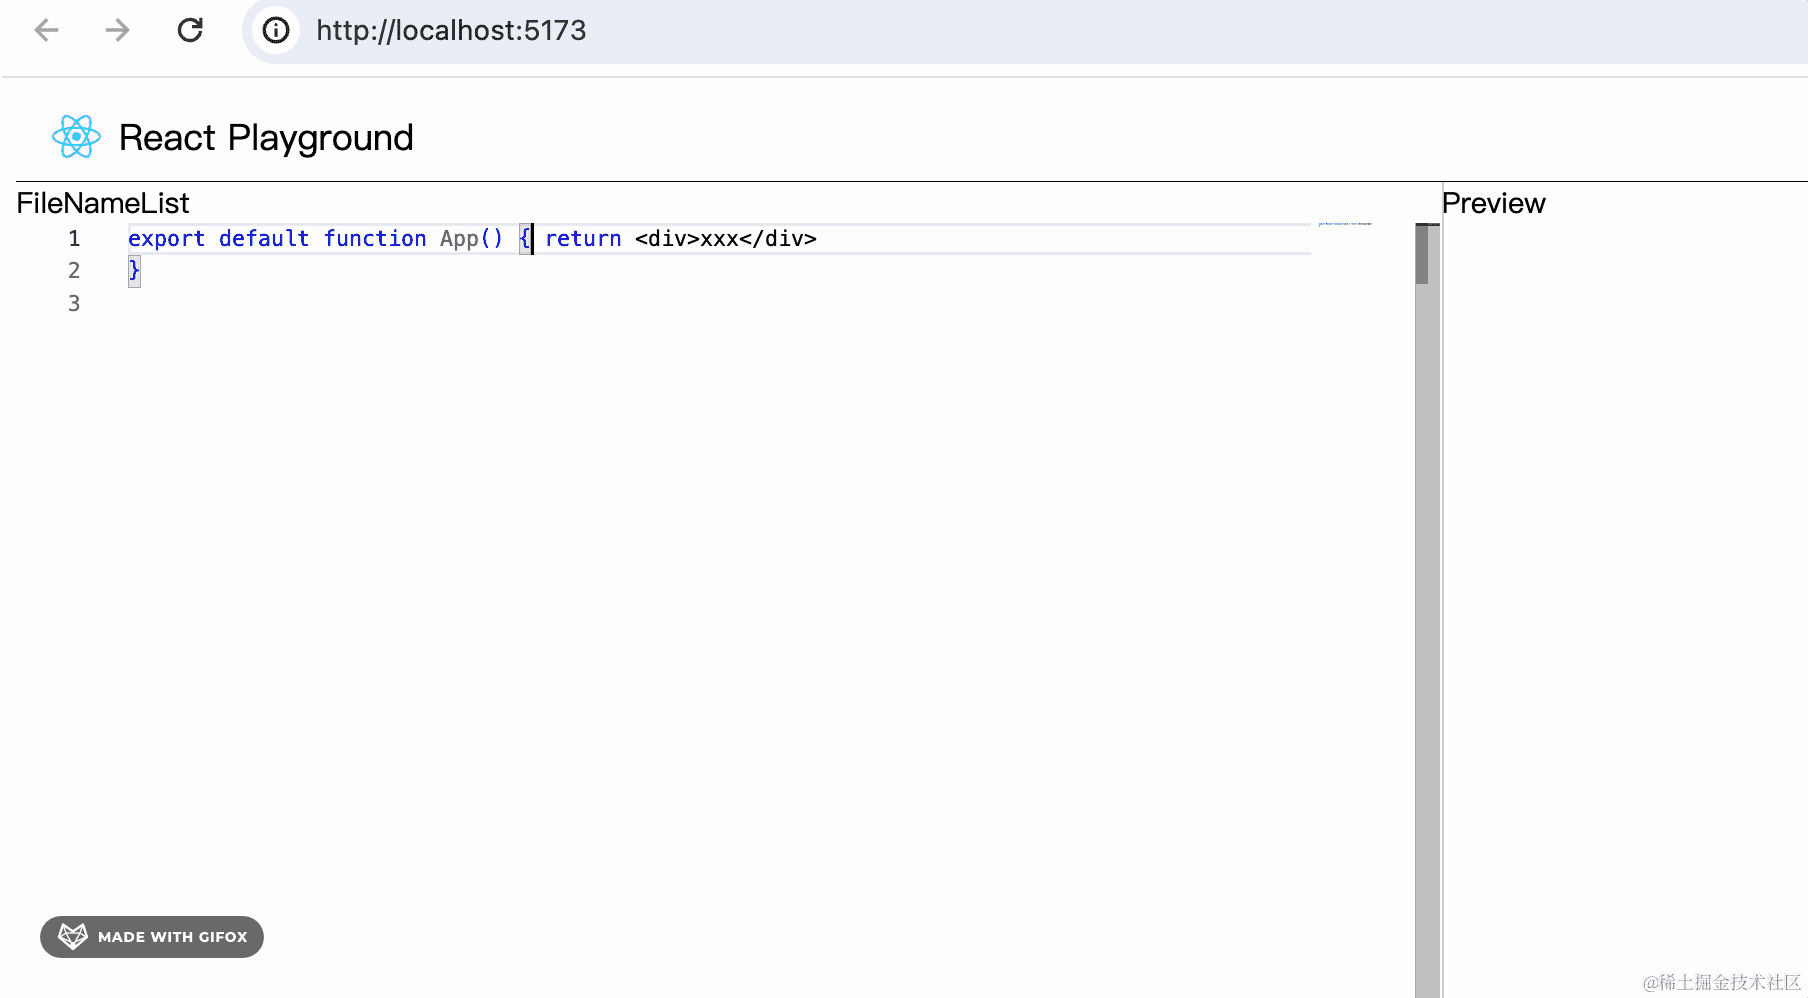 http://localhost:5173
React Playground
FileNameList
Preview
1 export default function App() { return <div>xxx</div>
2 }
3
MADE WITH GIFOX
@稀土掘金技术社区